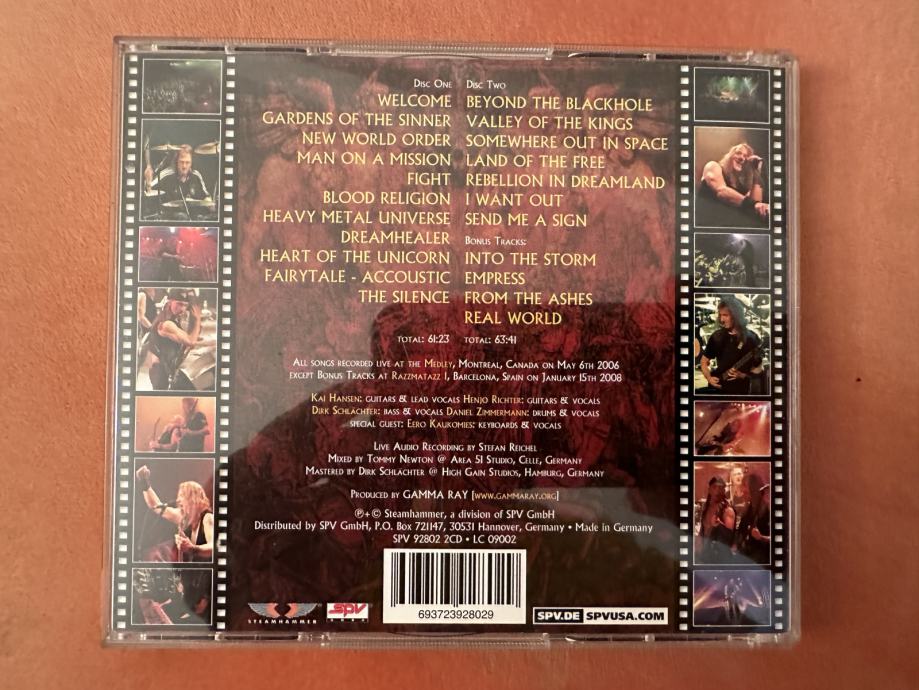 Disc One
WELCOME
GARDENS OF THE SINNER
NEW WORLD ORDER
MAN ON A MISSION
FIGHT
BLOOD RELIGION
HEAVY METAL UNIVERSE
DREAMHEALER
HEART OF THE UNICORN
FAIRYTALE - ACCOUSTIC
THE SILENCE
TOTAL: 61:23
Disc Two
BEYOND THE BLACKHOLE
VALLEY OF THE KINGS
SOMEWHERE OUT IN SPACE
LAND OF THE FREE
REBELLION IN DREAMLAND
I WANT OUT
SEND ME A SIGN
Bonus Tracks:
INTO THE STORM
EMPRESS
FROM THE ASHES
REAL WORLD
TOTAL: 63:41
All songs recorded live at the Medley, Montreal, Canada on May 6th 2006
except Bonus Tracks at Razzmatazz 1, Barcelona, Spain on January 15th 2008
Kai Hansen: guitars & lead vocals Henjo Richter: guitars & vocals
Dirk Schlächter: bass & vocals Daniel Zimmermann: drums & vocals
special guest: Eero Kaukomies: keyboards & vocals
Live Audio Recording by Stefan Reichel
Mixed by Tommy Newton @ Area 51 Studio, Celle, Germany
Mastered by Dirk Schlächter @ High Gain Studios, Hamburg, Germany
Produced by GAMMA RAY [www.gammaray.org]
℗+© Steamhammer, a division of SPV GmbH
Distributed by SPV GmbH, P.O. Box 721147, 30531 Hannover, Germany • Made in Germany
SPV 92802 2CD • LC 09002
693723928029
STEAMHAMMER
SPV
SPV.DE SPVUSA.COM